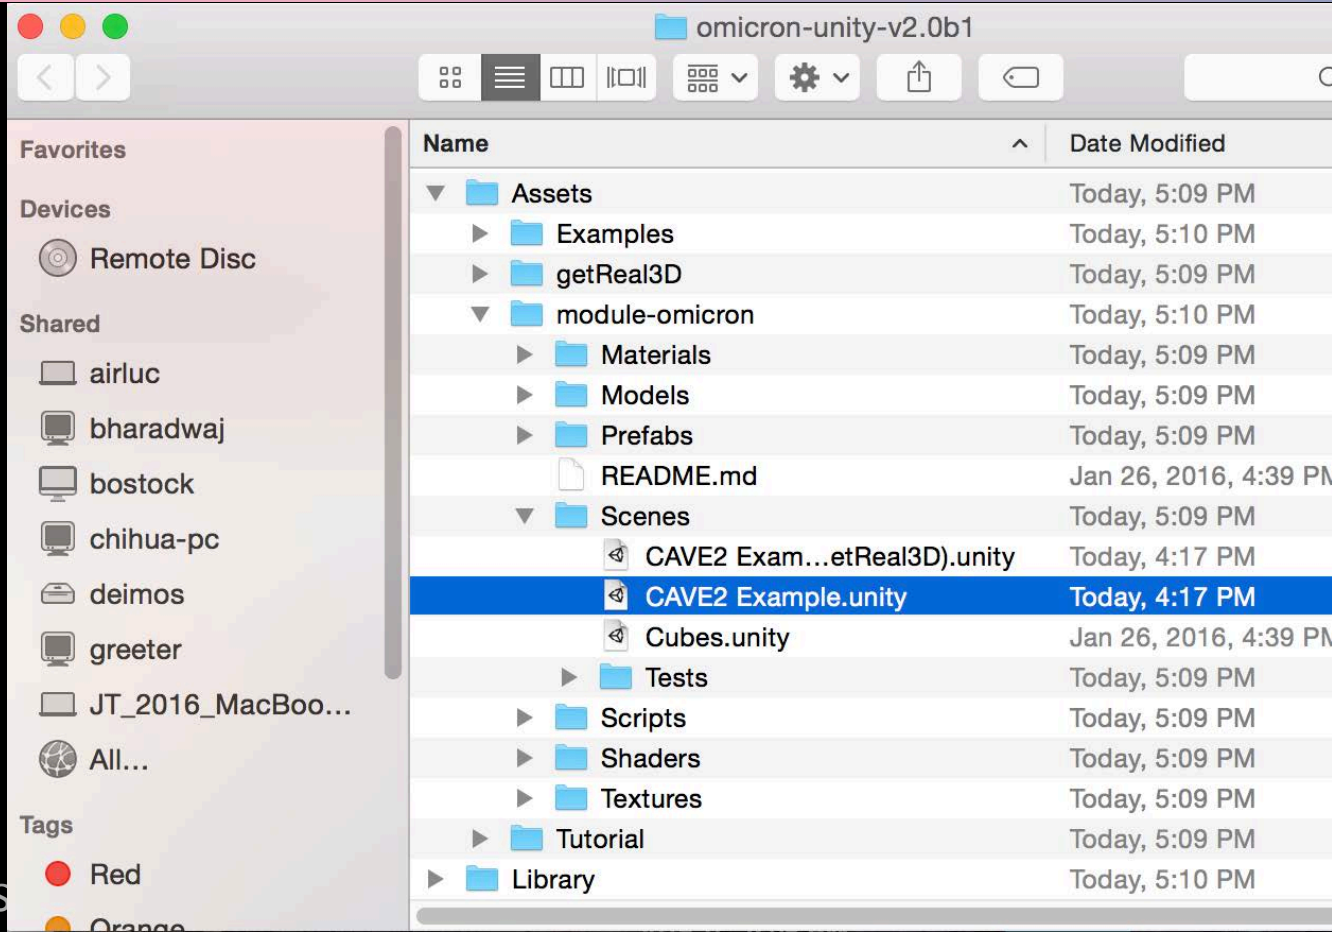 omicron-unity-v2.0b1
Favorites
Devices
Remote Disc
Shared
airluc
bharadwaj
bostock
chihua-pc
deimos
greeter
JT_2016_MacBoo...
All...
Tags
Red
Orange
Name Date Modified
Assets Today, 5:09 PM
Examples Today, 5:10 PM
getReal3D Today, 5:09 PM
module-omicron Today, 5:10 PM
Materials Today, 5:09 PM
Models Today, 5:09 PM
Prefabs Today, 5:09 PM
README.md Jan 26, 2016, 4:39 PM
Scenes Today, 5:09 PM
CAVE2 Exam...etReal3D).unity Today, 4:17 PM
CAVE2 Example.unity Today, 4:17 PM
Cubes.unity Jan 26, 2016, 4:39 PM
Tests Today, 5:09 PM
Scripts Today, 5:09 PM
Shaders Today, 5:09 PM
Textures Today, 5:09 PM
Tutorial Today, 5:09 PM
Library Today, 5:10 PM